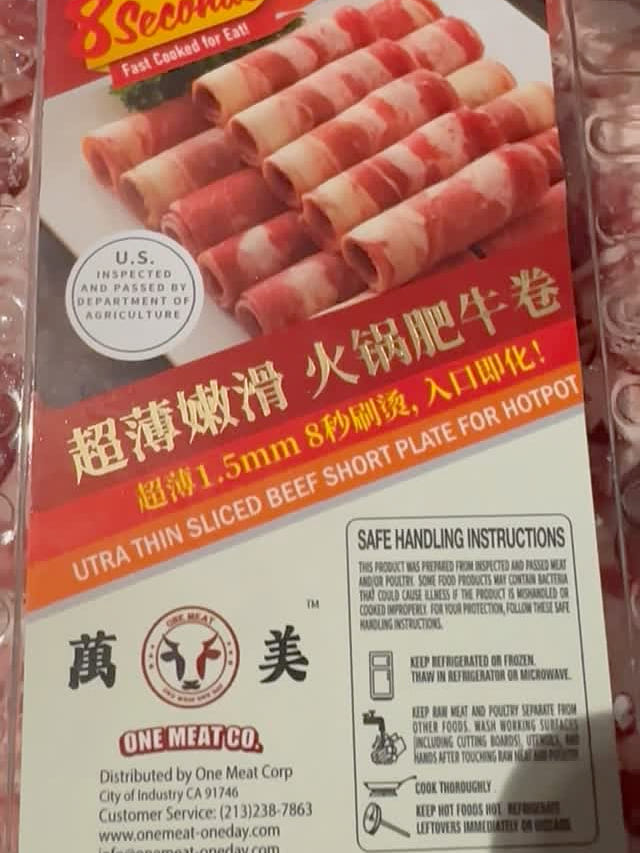 8Seconds
Fast Cooked for Eat!
U.S.
INSPECTED
AND PASSED BY
DEPARTMENT OF
AGRICULTURE
超薄嫩滑 火锅肥牛卷
超薄1.5mm 8秒刷烫, 入口即化!
UTRA THIN SLICED BEEF SHORT PLATE FOR HOTPOT
SAFE HANDLING INSTRUCTIONS
THIS PRODUCT WAS PREPARED FROM INSPECTED AND PASSED MEAT
AND/OR POULTRY. SOME FOOD PRODUCTS MAY CONTAIN BACTERIA
THAT COULD CAUSE ILLNESS IF THE PRODUCT IS MISHANDLED OR
COOKED IMPROPERLY. FOR YOUR PROTECTION, FOLLOW THESE SAFE
HANDLING INSTRUCTIONS.
KEEP REFRIGERATED OR FROZEN.
THAW IN REFRIGERATOR OR MICROWAVE.
KEEP RAW MEAT AND POULTRY SEPARATE FROM
OTHER FOODS. WASH WORKING SURFACES
(INCLUDING CUTTING BOARDS), UTENSILS, AND
HANDS AFTER TOUCHING RAW MEAT AND POULTRY
COOK THOROUGHLY
KEEP HOT FOODS HOT. REFRIGERATE
LEFTOVERS IMMEDIATELY OR DISCARD.
TM
萬 美
ONE MEAT
ONE MEAT CO.
Distributed by One Meat Corp
City of Industry CA 91746
Customer Service: (213)238-7863
www.onemeat-oneday.com
info@onemeat-oneday.com